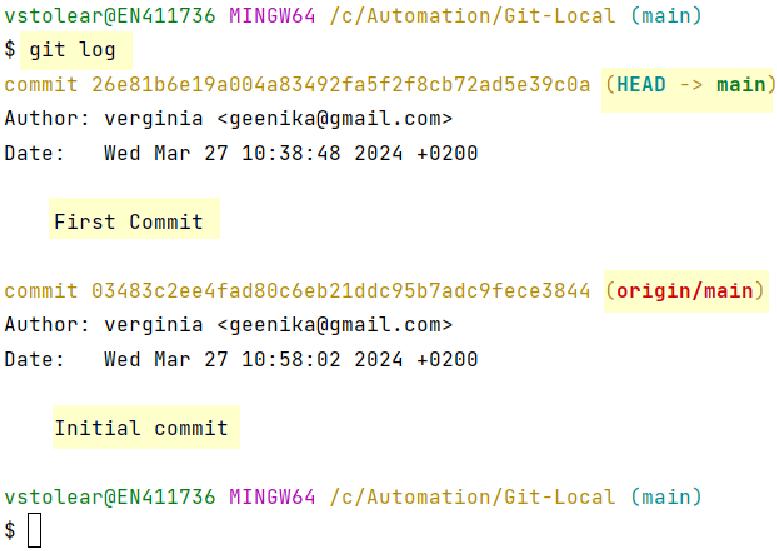 vstolear@EN411736 MINGW64 /c/Automation/Git-Local (main)
$ git log
commit 26e81b6e19a004a83492fa5f2f8cb72ad5e39c0a (HEAD -> main)
Author: verginia <geenika@gmail.com>
Date:   Wed Mar 27 10:38:48 2024 +0200
First Commit
commit 03483c2ee4fad80c6eb21ddc95b7adc9fece3844 (origin/main)
Author: verginia <geenika@gmail.com>
Date:   Wed Mar 27 10:58:02 2024 +0200
Initial commit
vstolear@EN411736 MINGW64 /c/Automation/Git-Local (main)
$